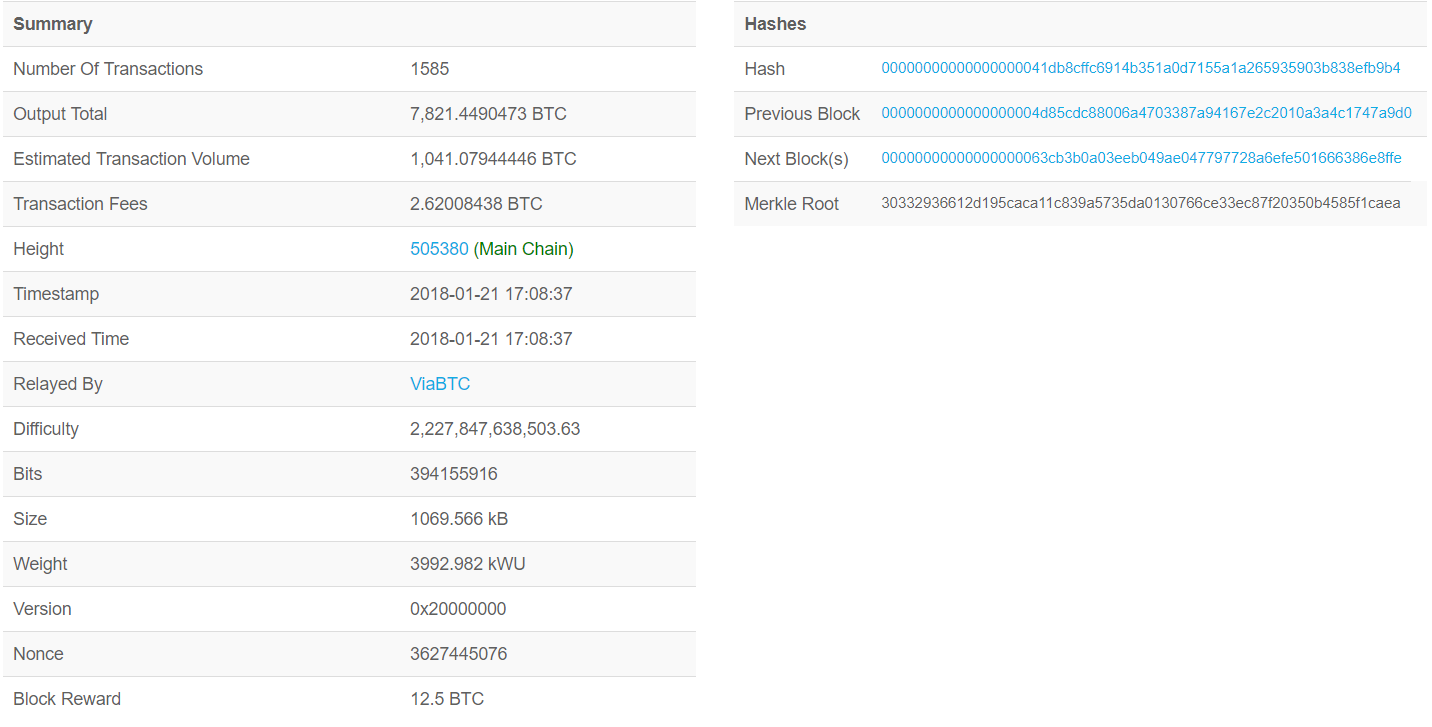 Summary
Number Of Transactions 1585
Output Total 7,821.4490473 BTC
Estimated Transaction Volume 1,041.07944446 BTC
Transaction Fees 2.62008438 BTC
Height 505380 (Main Chain)
Timestamp 2018-01-21 17:08:37
Received Time 2018-01-21 17:08:37
Relayed By ViaBTC
Difficulty 2,227,847,638,503.63
Bits 394155916
Size 1069.566 kB
Weight 3992.982 kWU
Version 0x20000000
Nonce 3627445076
Block Reward 12.5 BTC
Hashes
Hash 00000000000000000041db8cffc6914b351a0d7155a1a265935903b838efb9b4
Previous Block 0000000000000000004d85cdc88006a4703387a94167e2c2010a3a4c1747a9d0
Next Block(s) 00000000000000000063cb3b0a03eeb049ae047797728a6efe501666386e8ffe
Merkle Root 30332936612d195caca11c839a5735da0130766ce33ec87f20350b4585f1caea